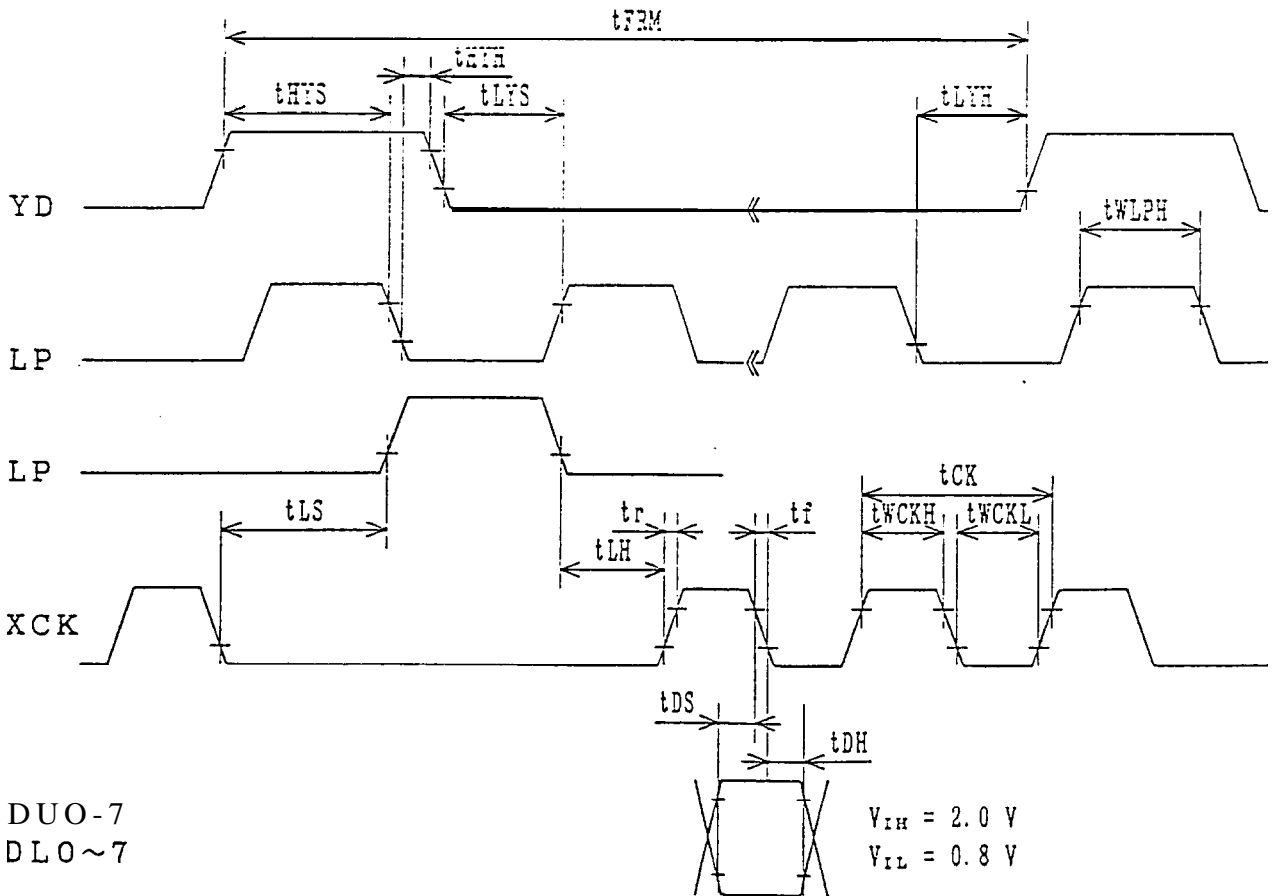 tFRM
tHYH
tHYS
tLYS
tLYH
YD
tWLPH
LP
LP
tCK
tLS
tr
tf
tWCKH
tWCKL
tLH
XCK
tDS
tDH
DUO-7
VIH = 2.0 V
DLO~7
VIL = 0.8 V